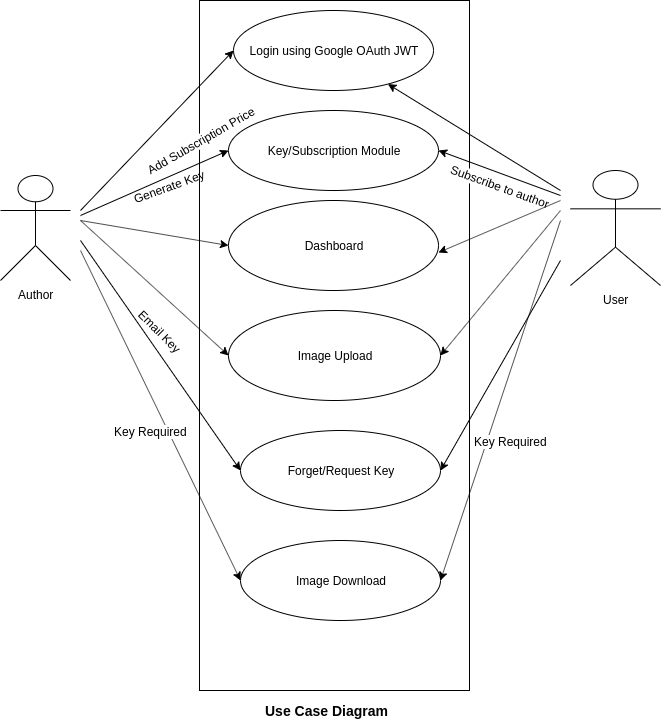 Login using Google OAuth JWT
Add Subscription Price
Key/Subscription Module
Generate Key
Subscribe to author
Dashboard
Author
User
Email Key
Image Upload
Key Required
Key Required
Forget/Request Key
Image Download
Use Case Diagram